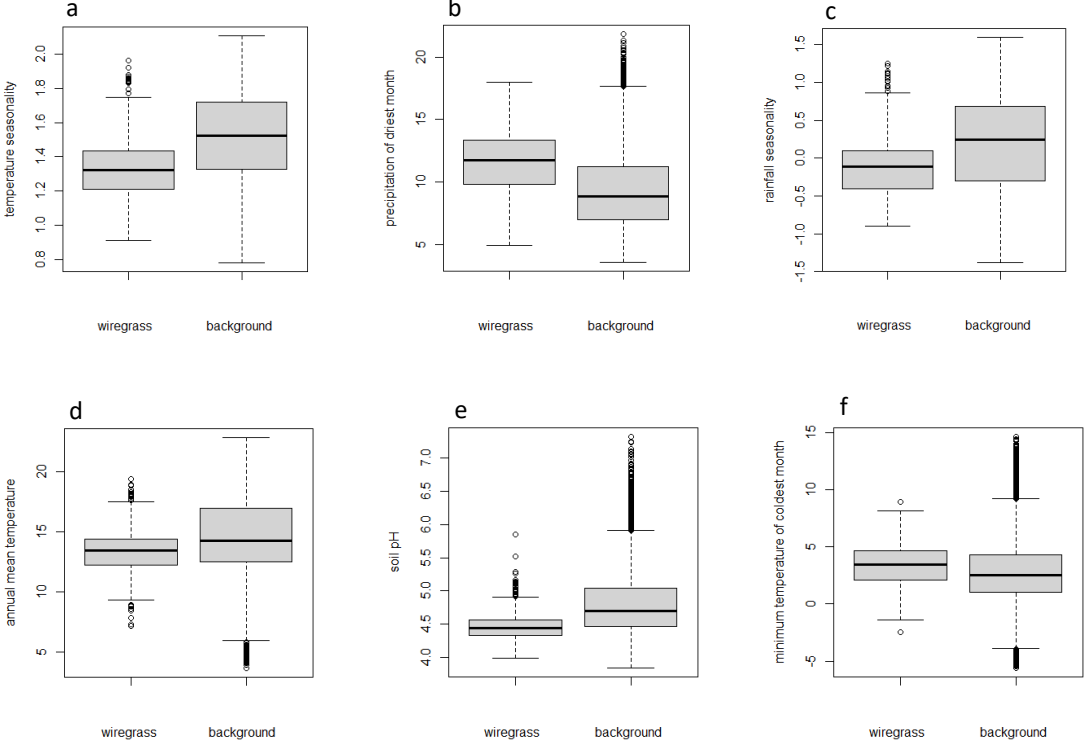 a
temperature seasonality
2.0
1.8
1.6
1.4
1.2
1.0
0.8
wiregrass background
b
precipitation of driest month
20
15
10
5
wiregrass background
c
rainfall seasonality
1.5
1.0
0.5
0.0
-0.5
-1.0
-1.5
wiregrass background
d
annual mean temperature
20
15
10
5
wiregrass background
e
soil pH
7.0
6.5
6.0
5.5
5.0
4.5
4.0
wiregrass background
f
minimum temperature of coldest month
15
10
5
0
-5
wiregrass background